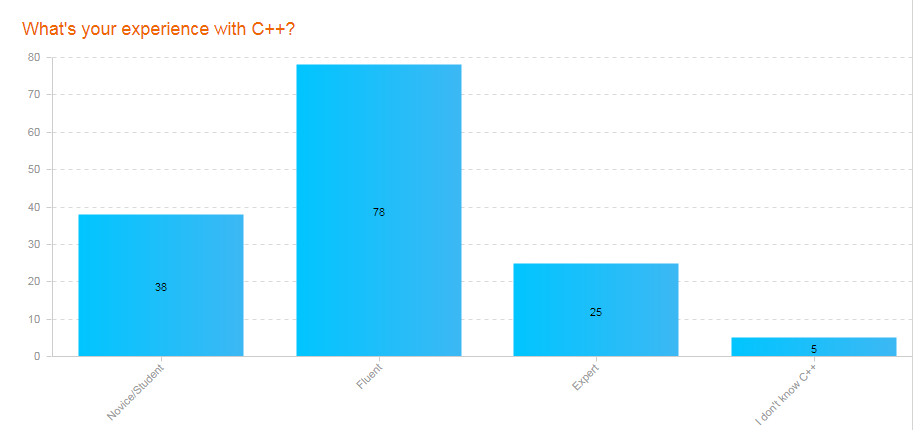 What's your experience with C++?
80
70
60
50
40
30
20
10
0
38
78
25
5
Novice/Student
Fluent
Expert
I don't know C++